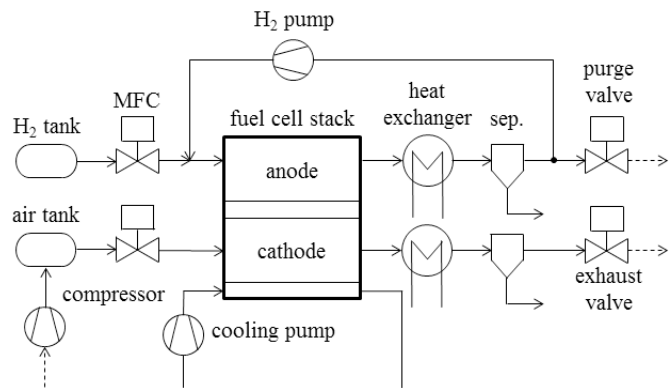 H₂ pump
MFC
H₂ tank
fuel cell stack
heat
exchanger
sep.
purge
valve
anode
air tank
cathode
compressor
cooling pump
exhaust
valve